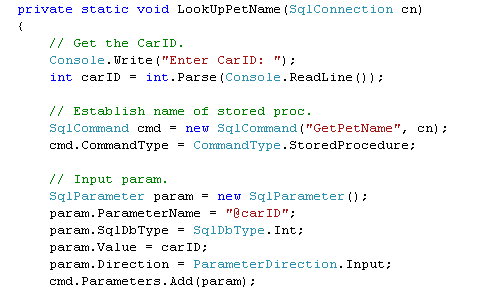 private static void LookUpPetName(SqlConnection cn)
{
// Get the CarID.
Console.Write("Enter CarID: ");
int carID = int.Parse(Console.ReadLine());
// Establish name of stored proc.
SqlCommand cmd = new SqlCommand("GetPetName", cn);
cmd.CommandType = CommandType.StoredProcedure;
// Input param.
SqlParameter param = new SqlParameter();
param.ParameterName = "@carID";
param.SqlDbType = SqlDbType.Int;
param.Value = carID;
param.Direction = ParameterDirection.Input;
cmd.Parameters.Add(param);